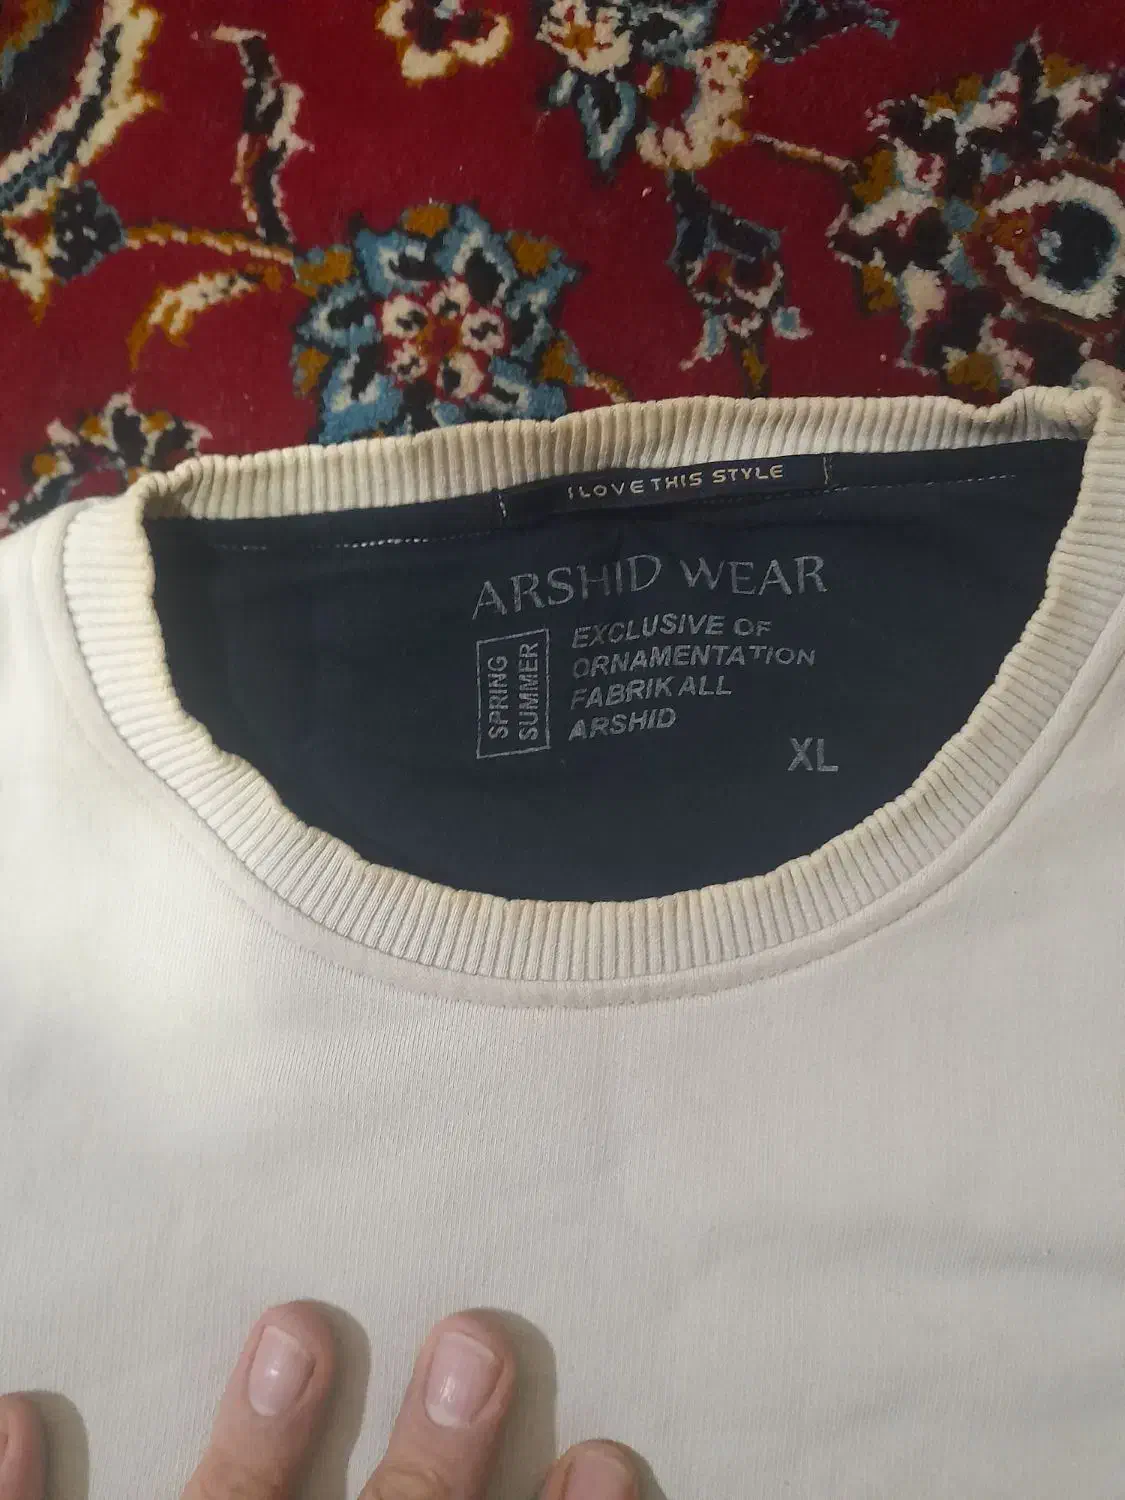 I LOVE THIS STYLE
ARSHID WEAR
SPRING
SUMMER
EXCLUSIVE OF
ORNAMENTATION
FABRIK ALL
ARSHID
XL